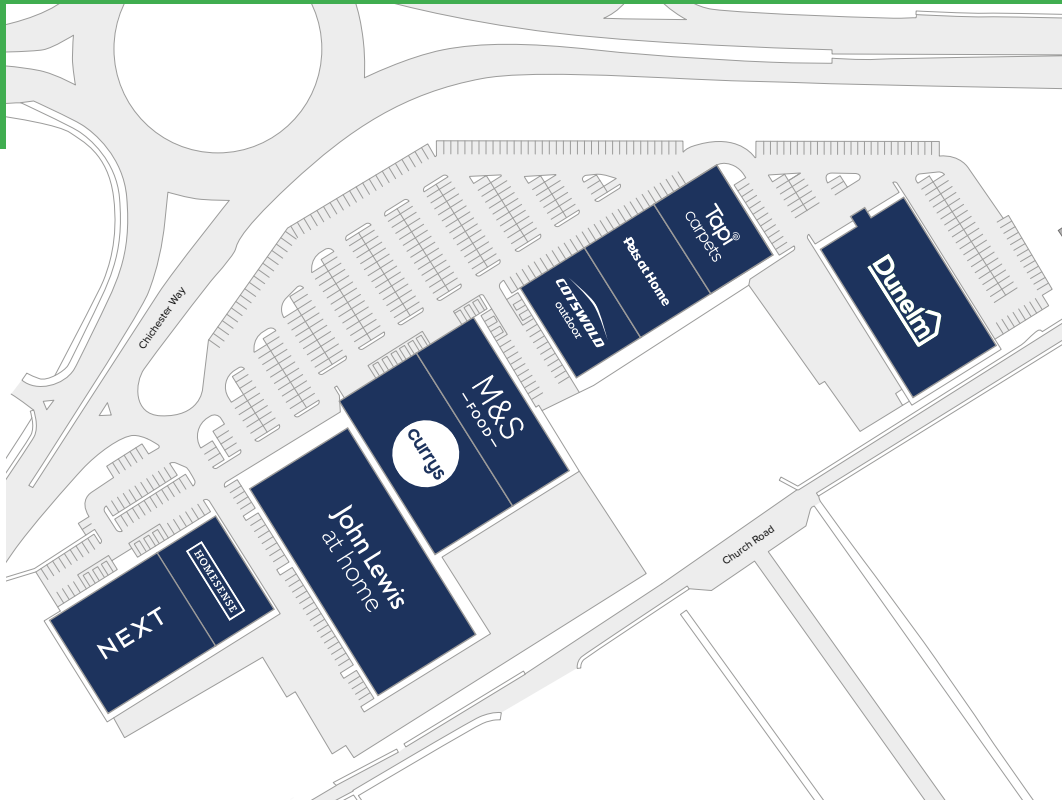 Tapi®
carpets
Pets at Home
COTSWOLD
outdoor
Dunelm
Chichester Way
M&S
—FOOD—
currys
John Lewis
at home
Church Road
HOMESENSE
NEXT